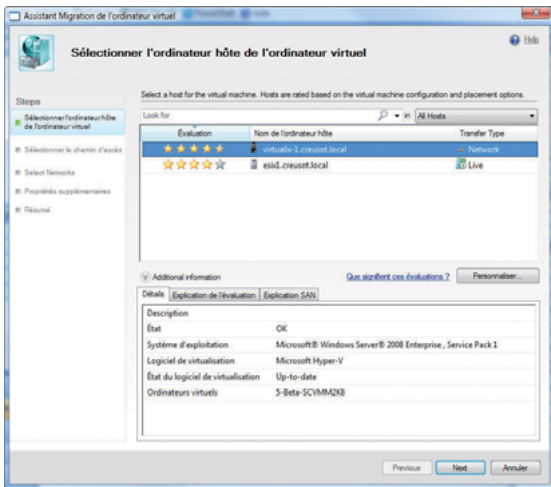 Assistant Migration de l'ordinateur virtuel
Sélectionner l'ordinateur hôte de l'ordinateur virtuel
Help
Steps
Sélectionner l'ordinateur hôte
de l'ordinateur virtuel
Sélectionner le chemin d'accès
Select Networks
Propriétés supplémentaires
Résumé
Select a host for the virtual machine. Hosts are rated based on the virtual machine configuration and placement options.
Look for
in
All Hosts
Évaluation Nom de l'ordinateur hôte Transfer Type
Network
esix1.creusot.local Live
Additional information Que signifient ces évaluations ? Personnaliser...
Détails Explication de l'évaluation Explication SAN
Description
État OK
Système d'exploitation Microsoft® Windows Server® 2008 Enterprise , Service Pack 1
Logiciel de virtualisation Microsoft Hyper-V
État du logiciel de virtualisation Up-to-date
Ordinateurs virtuels 5-Beta-SCVMM2K8
Previous Next Annuler